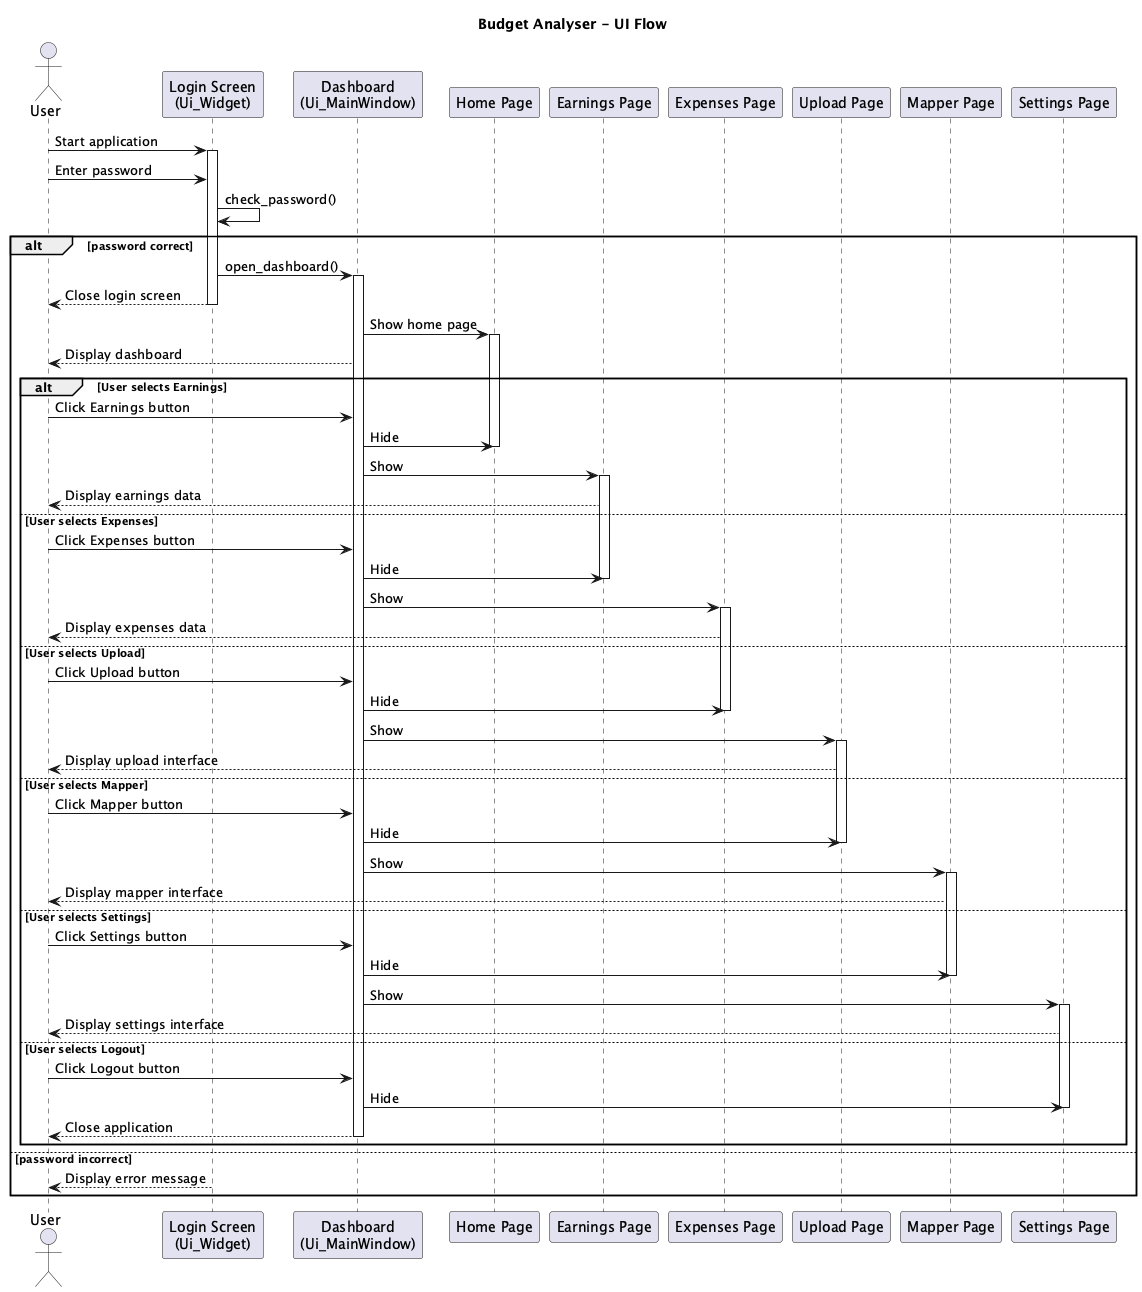 Budget Analyser - UI Flow
User
Login Screen
(Ui_Widget)
Dashboard
(Ui_MainWindow)
Home Page
Earnings Page
Expenses Page
Upload Page
Mapper Page
Settings Page
Start application
Enter password
check_password()
alt [password correct]
open_dashboard()
Close login screen
Show home page
Display dashboard
alt [User selects Earnings]
Click Earnings button
Hide
Show
Display earnings data
[User selects Expenses]
Click Expenses button
Hide
Show
Display expenses data
[User selects Upload]
Click Upload button
Hide
Show
Display upload interface
[User selects Mapper]
Click Mapper button
Hide
Show
Display mapper interface
[User selects Settings]
Click Settings button
Hide
Show
Display settings interface
[User selects Logout]
Click Logout button
Hide
Close application
[password incorrect]
Display error message
User
Login Screen
(Ui_Widget)
Dashboard
(Ui_MainWindow)
Home Page
Earnings Page
Expenses Page
Upload Page
Mapper Page
Settings Page